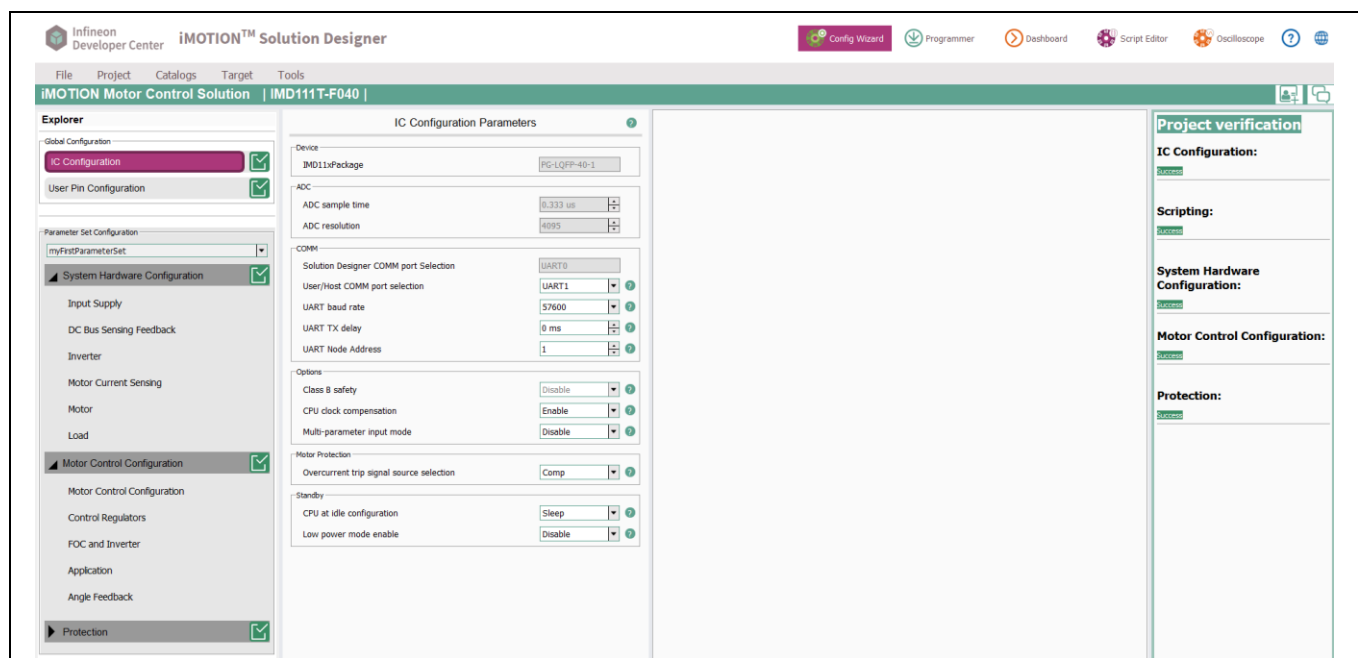 Infineon
Developer Center
iMOTION™ Solution Designer
Config Wizard
Programmer
Dashboard
Script Editor
Oscilloscope
?
File Project Catalogs Target Tools
iMOTION Motor Control Solution | IMD111T-F040 |
Explorer
Global Configuration
IC Configuration
User Pin Configuration
Parameter Set Configuration
myFirstParameterSet
System Hardware Configuration
Input Supply
DC Bus Sensing Feedback
Inverter
Motor Current Sensing
Motor
Load
Motor Control Configuration
Motor Control Configuration
Control Regulators
FOC and Inverter
Application
Angle Feedback
Protection
IC Configuration Parameters ?
Device
IMD11xPackage PG-LQFP-40-1
ADC
ADC sample time 0.333 us
ADC resolution 4095
COMM
Solution Designer COMM port Selection UART0
User/Host COMM port selection UART1 ?
UART baud rate 57600 ?
UART TX delay 0 ms ?
UART Node Address 1 ?
Options
Class B safety Disable ?
CPU clock compensation Enable ?
Multi-parameter input mode Disable ?
Motor Protection
Overcurrent trip signal source selection Comp ?
Standby
CPU at idle configuration Sleep ?
Low power mode enable Disable ?
Project verification
IC Configuration:
Success
Scripting:
Success
System Hardware
Configuration:
Success
Motor Control Configuration:
Success
Protection:
Success